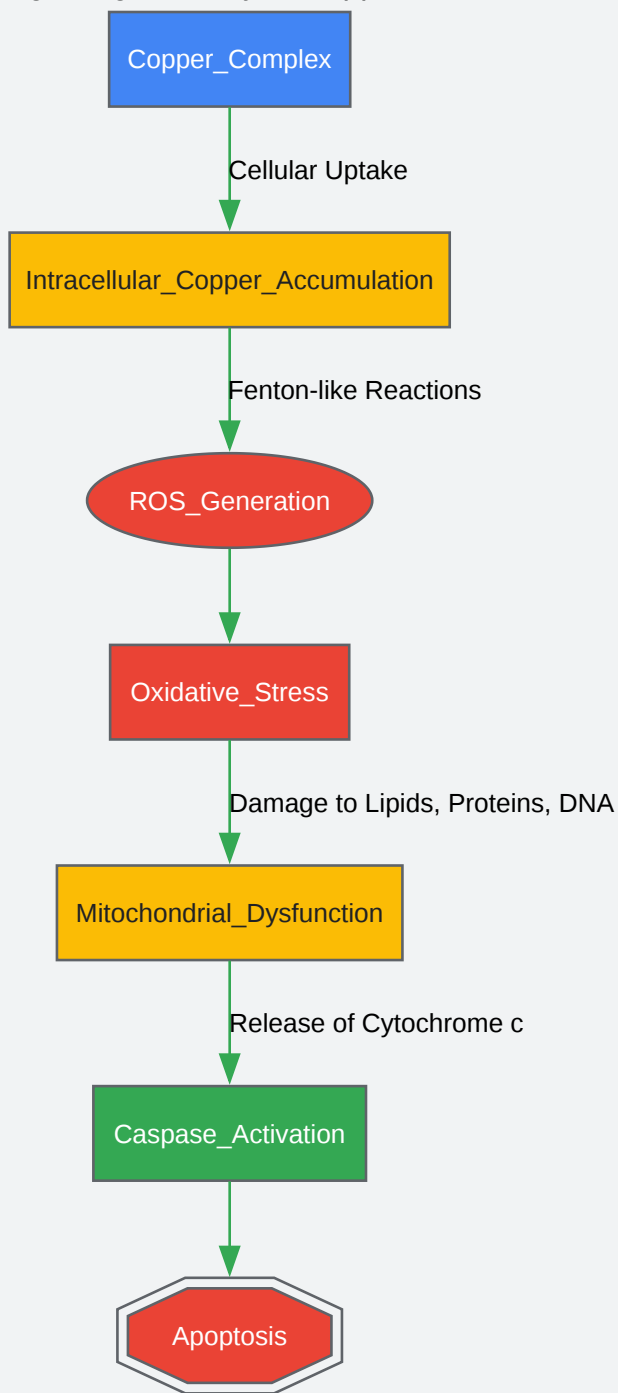 Copper_Complex
Cellular Uptake
Intracellular_Copper_Accumulation
Fenton-like Reactions
ROS_Generation
Oxidative_Stress
Damage to Lipids, Proteins, DNA
Mitochondrial_Dysfunction
Release of Cytochrome c
Caspase_Activation
Apoptosis